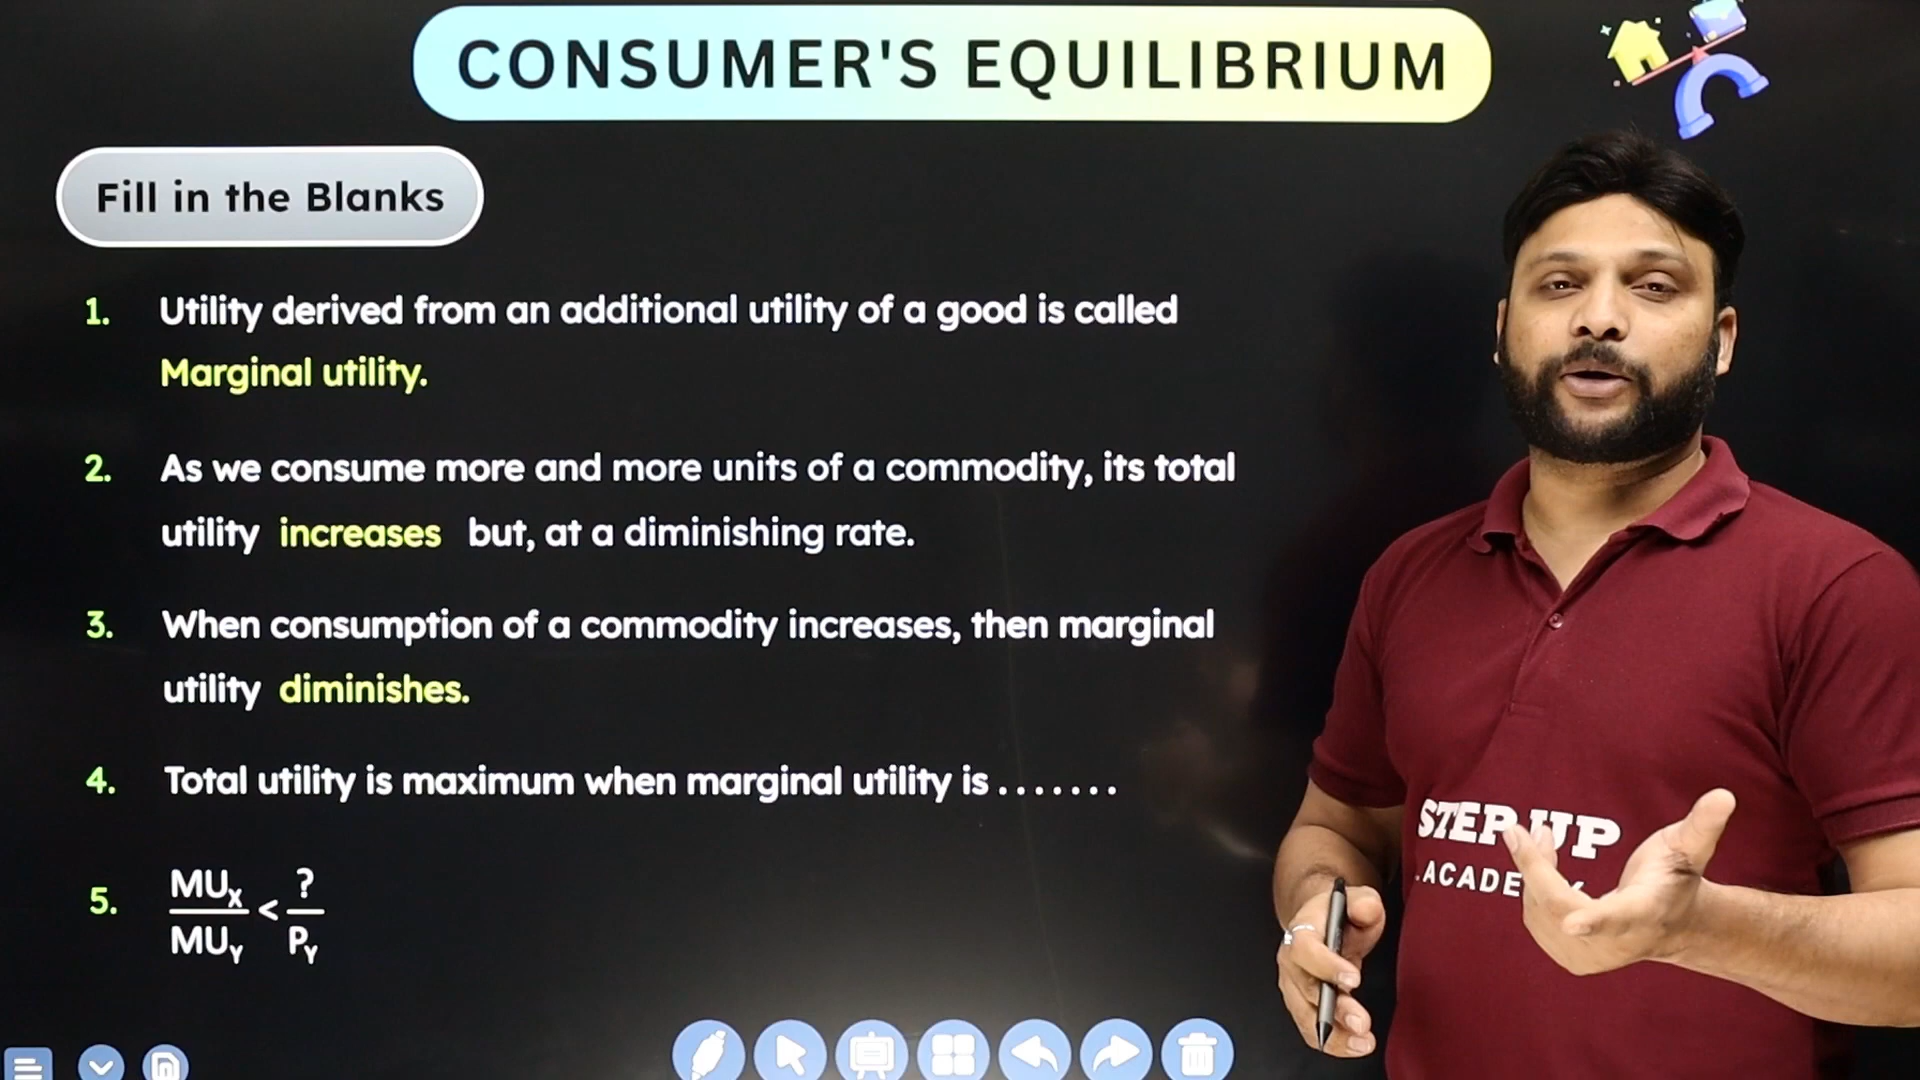 CONSUMER'S EQUILIBRIUM
Fill in the Blanks
1. Utility derived from an additional utility of a good is called
Marginal utility.
2. As we consume more and more units of a commodity, its total
utility increases but, at a diminishing rate.
3. When consumption of a commodity increases, then marginal
utility diminishes.
4. Total utility is maximum when marginal utility is .......
5. MUX/MUY < ?/PY
STEP UP